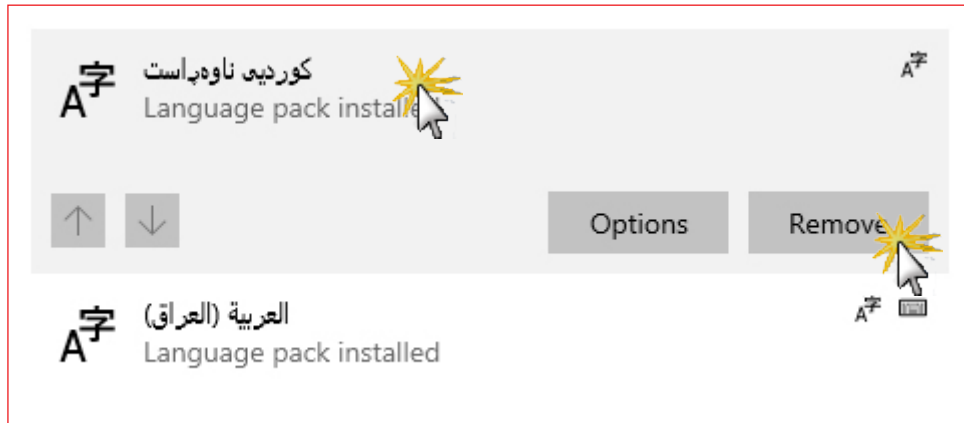 کوردیی ناوەڕاست
Language pack installed
Options
Remove
العربية (العراق)
Language pack installed